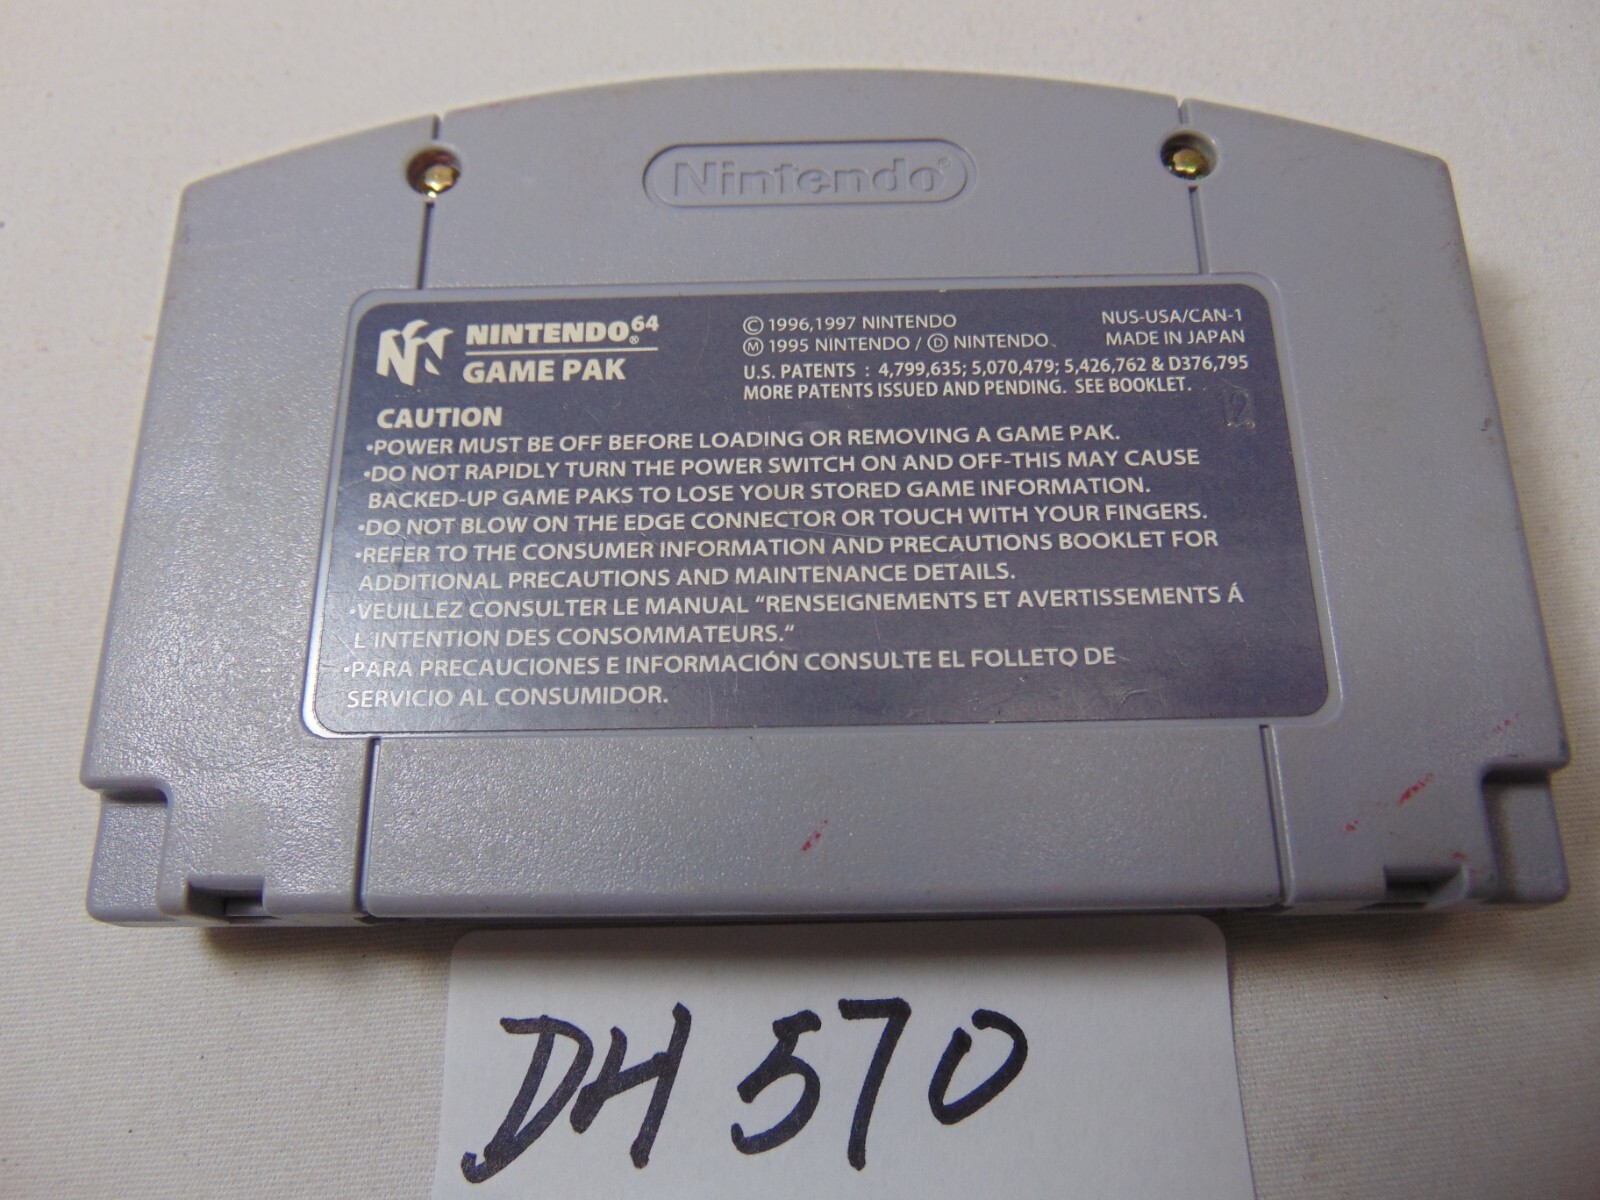 Nintendo®
NINTENDO 64®
GAME PAK
© 1996,1997 NINTENDO
Ⓜ 1995 NINTENDO / Ⓓ NINTENDO
NUS-USA/CAN-1
MADE IN JAPAN
U.S. PATENTS : 4,799,635; 5,070,479; 5,426,762 & D376,795
MORE PATENTS ISSUED AND PENDING. SEE BOOKLET.
12
CAUTION
•POWER MUST BE OFF BEFORE LOADING OR REMOVING A GAME PAK.
•DO NOT RAPIDLY TURN THE POWER SWITCH ON AND OFF-THIS MAY CAUSE
BACKED-UP GAME PAKS TO LOSE YOUR STORED GAME INFORMATION.
•DO NOT BLOW ON THE EDGE CONNECTOR OR TOUCH WITH YOUR FINGERS.
•REFER TO THE CONSUMER INFORMATION AND PRECAUTIONS BOOKLET FOR
ADDITIONAL PRECAUTIONS AND MAINTENANCE DETAILS.
•VEUILLEZ CONSULTER LE MANUAL "RENSEIGNEMENTS ET AVERTISSEMENTS Á
L'INTENTION DES CONSOMMATEURS."
•PARA PRECAUCIONES E INFORMACIÓN CONSULTE EL FOLLETO DE
SERVICIO AL CONSUMIDOR.
DH 570